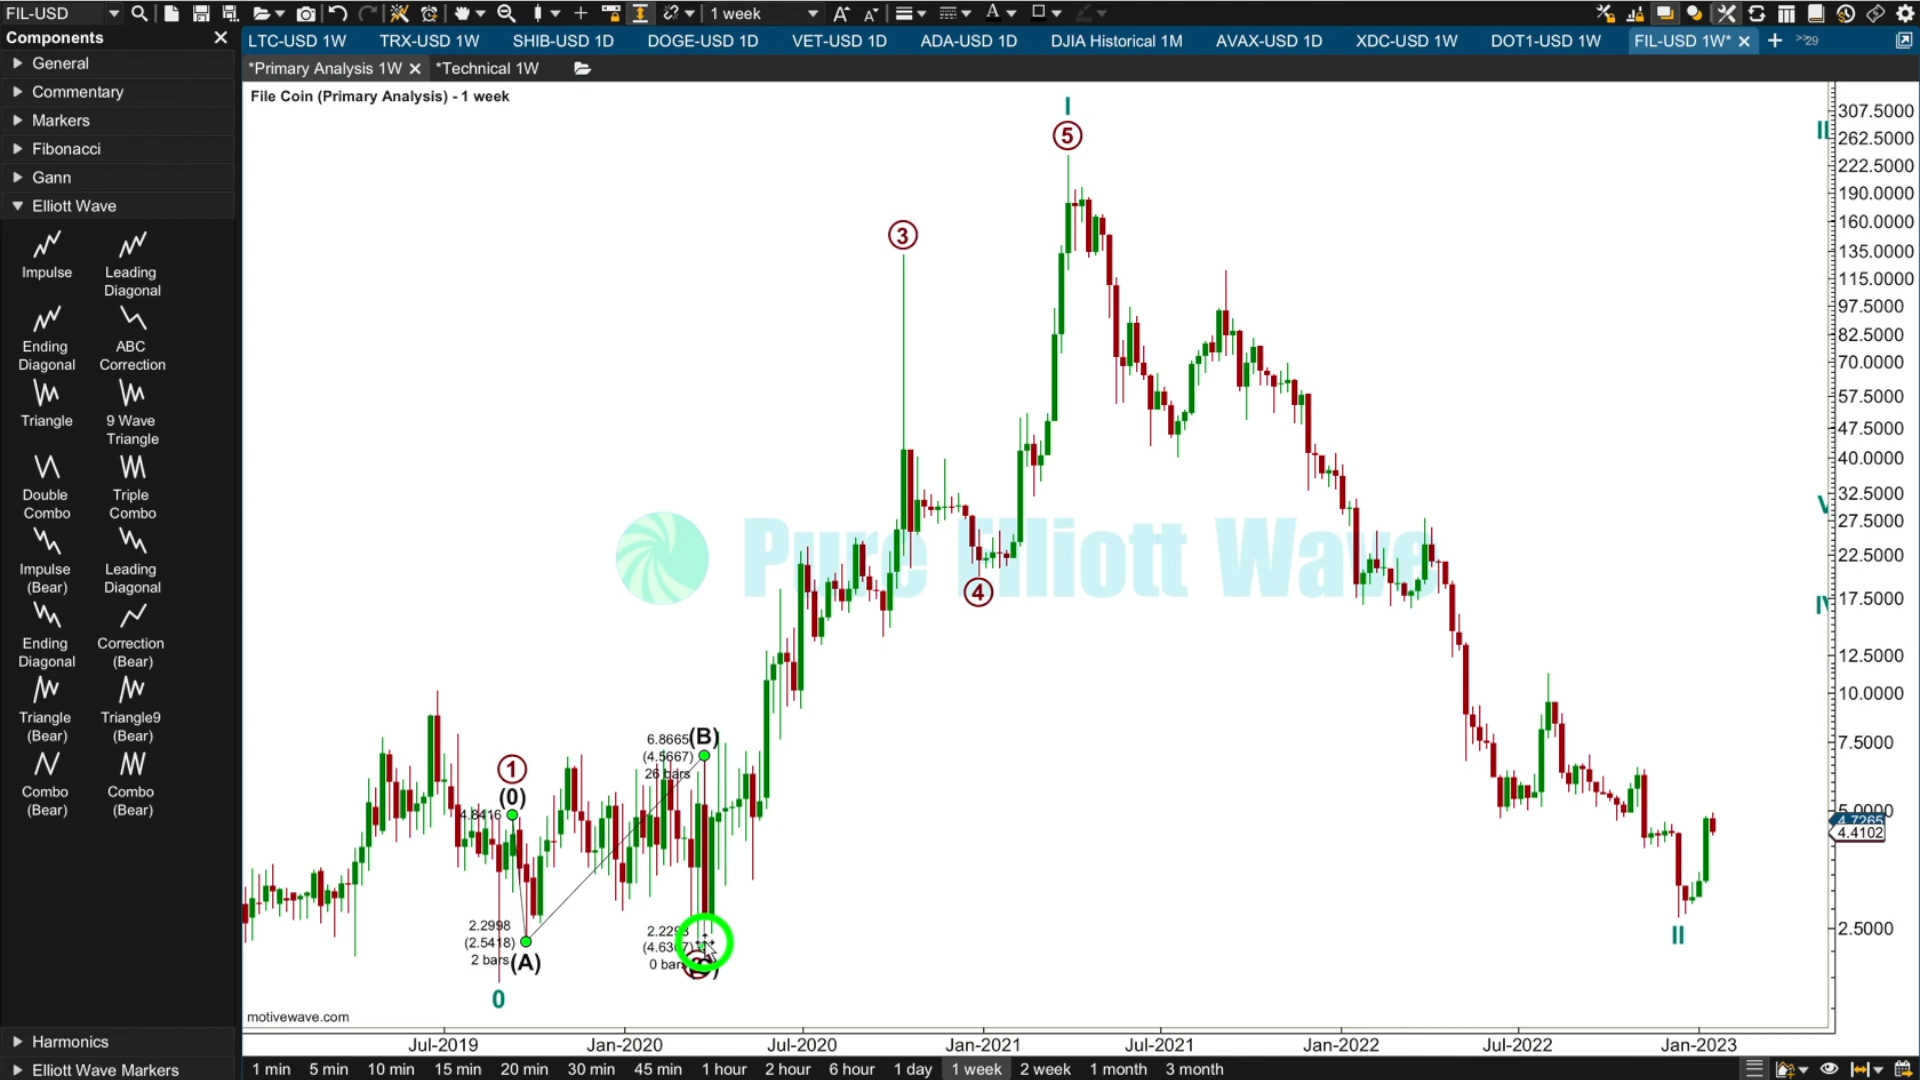 FIL-USD
1 week
Components
LTC-USD 1W TRX-USD 1W SHIB-USD 1D DOGE-USD 1D VET-USD 1D ADA-USD 1D DJIA Historical 1M AVAX-USD 1D XDC-USD 1W DOT1-USD 1W FIL-USD 1W* >>29
*Primary Analysis 1W *Technical 1W
General
Commentary
Markers
Fibonacci
Gann
Elliott Wave
Impulse
Leading
Diagonal
Ending
Diagonal
ABC
Correction
Triangle
9 Wave
Triangle
Double
Combo
Triple
Combo
Impulse
(Bear)
Leading
Diagonal
Ending
Diagonal
Correction
(Bear)
Triangle
(Bear)
Triangle9
(Bear)
Combo
(Bear)
Combo
(Bear)
Harmonics
Elliott Wave Markers
File Coin (Primary Analysis) - 1 week
I
5
3
4
Pure Elliott Wave
1
(0)
4.8416
6.8665
(4.5667)
26 bars
(B)
2.2998
(2.5418)
2 bars
(A)
0 bars
0
II
motivewave.com
307.5000
262.5000
225.5000
190.0000
160.0000
135.0000
115.0000
97.5000
82.5000
70.0000
57.5000
47.5000
40.0000
32.5000
27.5000
22.5000
17.5000
12.5000
10.0000
7.5000
5.0000
4.7265
4.4102
2.5000
Jul-2019 Jan-2020 Jul-2020 Jan-2021 Jul-2021 Jan-2022 Jul-2022 Jan-2023
1 min 5 min 10 min 15 min 20 min 30 min 45 min 1 hour 2 hour 6 hour 1 day 1 week 2 week 1 month 3 month